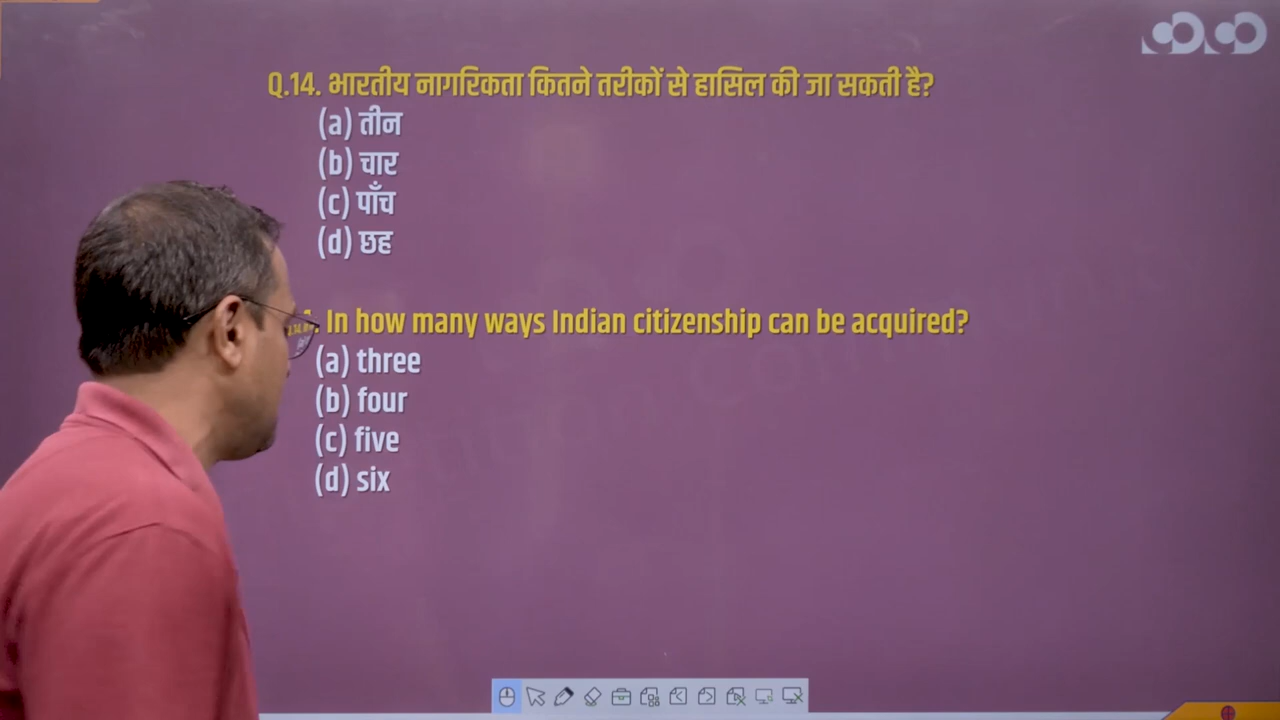 Q.14. भारतीय नागरिकता कितने तरीकों से हासिल की जा सकती है?
(a) तीन
(b) चार
(c) पाँच
(d) छह
In how many ways Indian citizenship can be acquired?
(a) three
(b) four
(c) five
(d) six